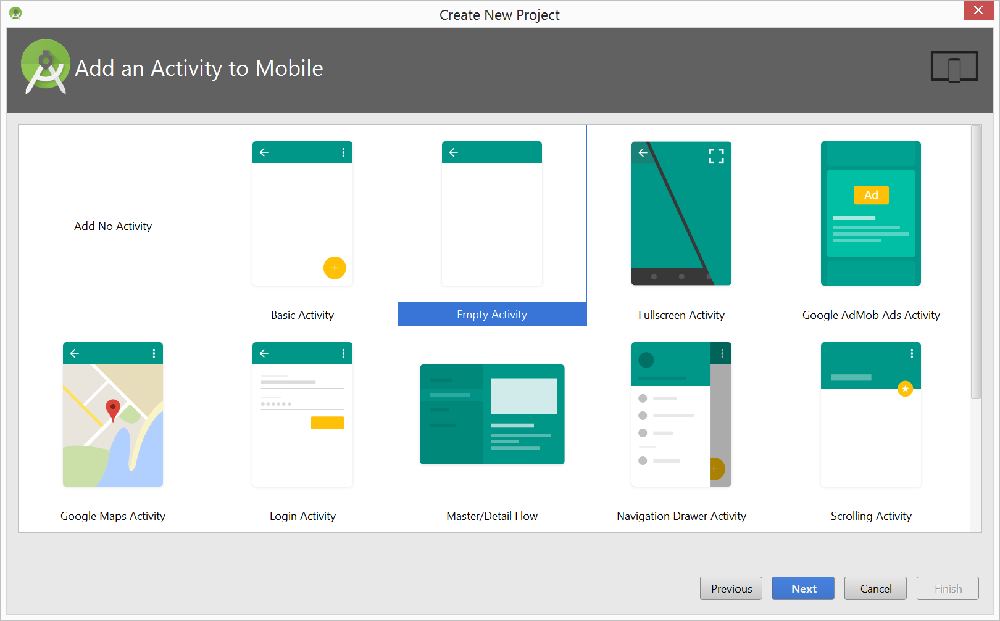 Create New Project
Add an Activity to Mobile
Ad
Add No Activity
Basic Activity
Empty Activity
Fullscreen Activity
Google AdMob Ads Activity
Google Maps Activity
Login Activity
Master/Detail Flow
Navigation Drawer Activity
Scrolling Activity
Previous
Next
Cancel
Finish